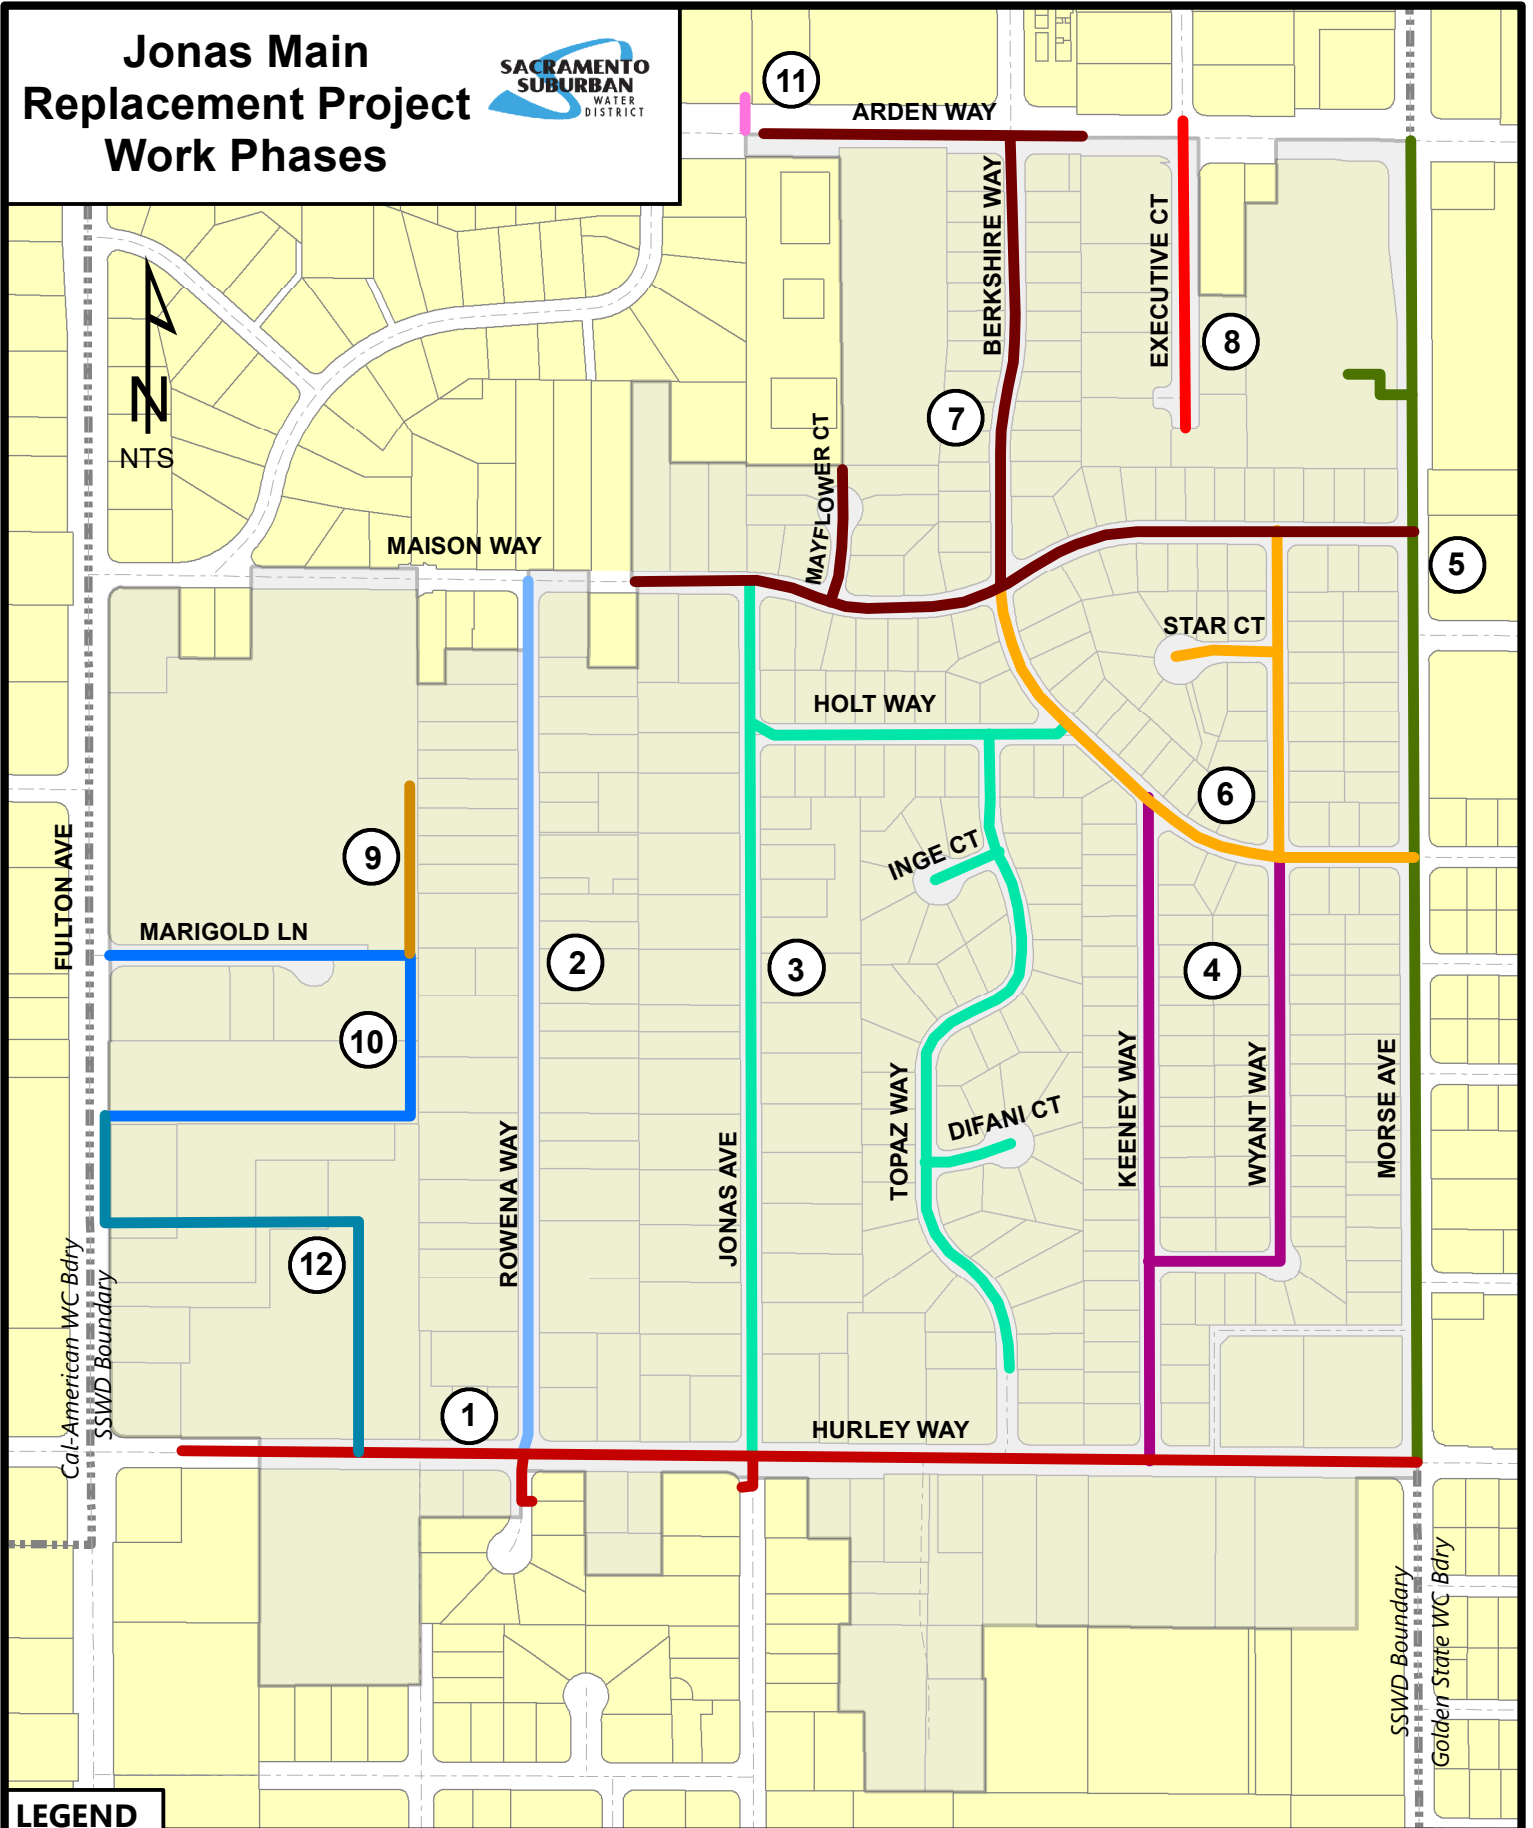 Jonas Main
Replacement Project
Work Phases
SACRAMENTO
SUBURBAN
WATER
DISTRICT
11
ARDEN WAY
BERKSHIRE WAY
EXECUTIVE CT
8
7
N
NTS
MAYFLOWER CT
MAISON WAY
5
STAR CT
HOLT WAY
6
FULTON AVE
9
INGE CT
MARIGOLD LN
2
3
4
10
TOPAZ WAY
KEENEY WAY
WYANT WAY
MORSE AVE
DIFANI CT
ROWENA WAY
JONAS AVE
12
Cal-American WC Bdry
SSWD Boundary
1
HURLEY WAY
SSWD Boundary
Golden State WC Bdry
LEGEND